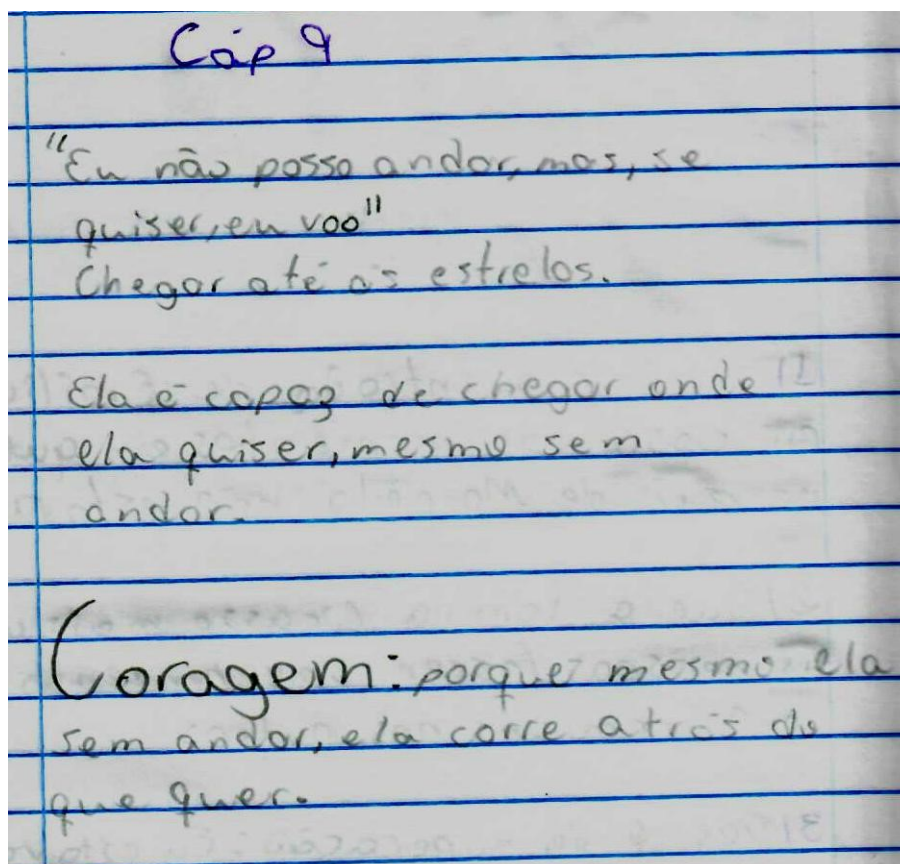 Cáp 9
"Eu não posso andar, mas, se
quiser, eu voo"
Chegar até as estrelas.
Ela é capaz de chegar onde
ela quiser, mesmo sem
andar.
Coragem: porque mesmo ela
sem andar, ela corre atrás do
que quer.